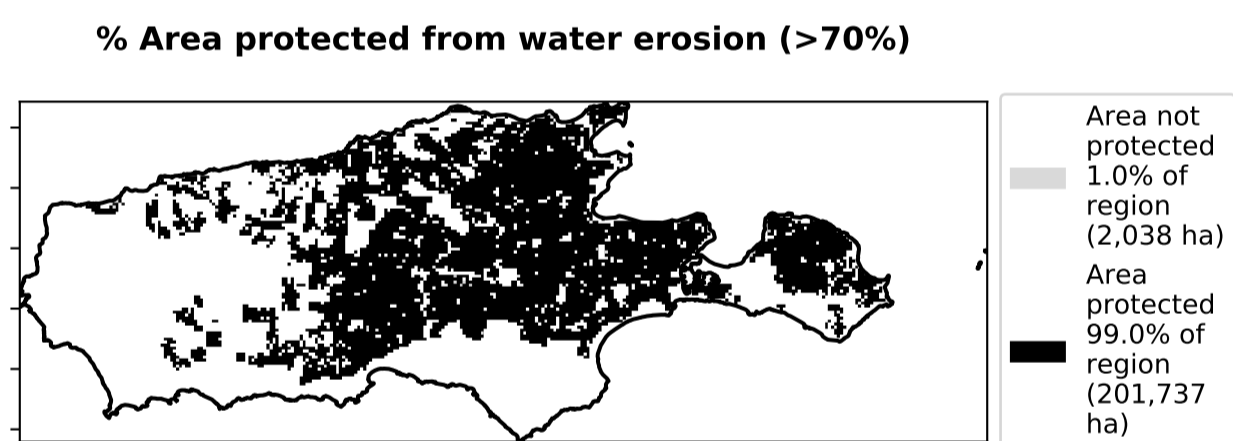 % Area protected from water erosion (>70%)
Area not
protected
1.0% of
region
(2,038 ha)
Area
protected
99.0% of
region
(201,737
ha)